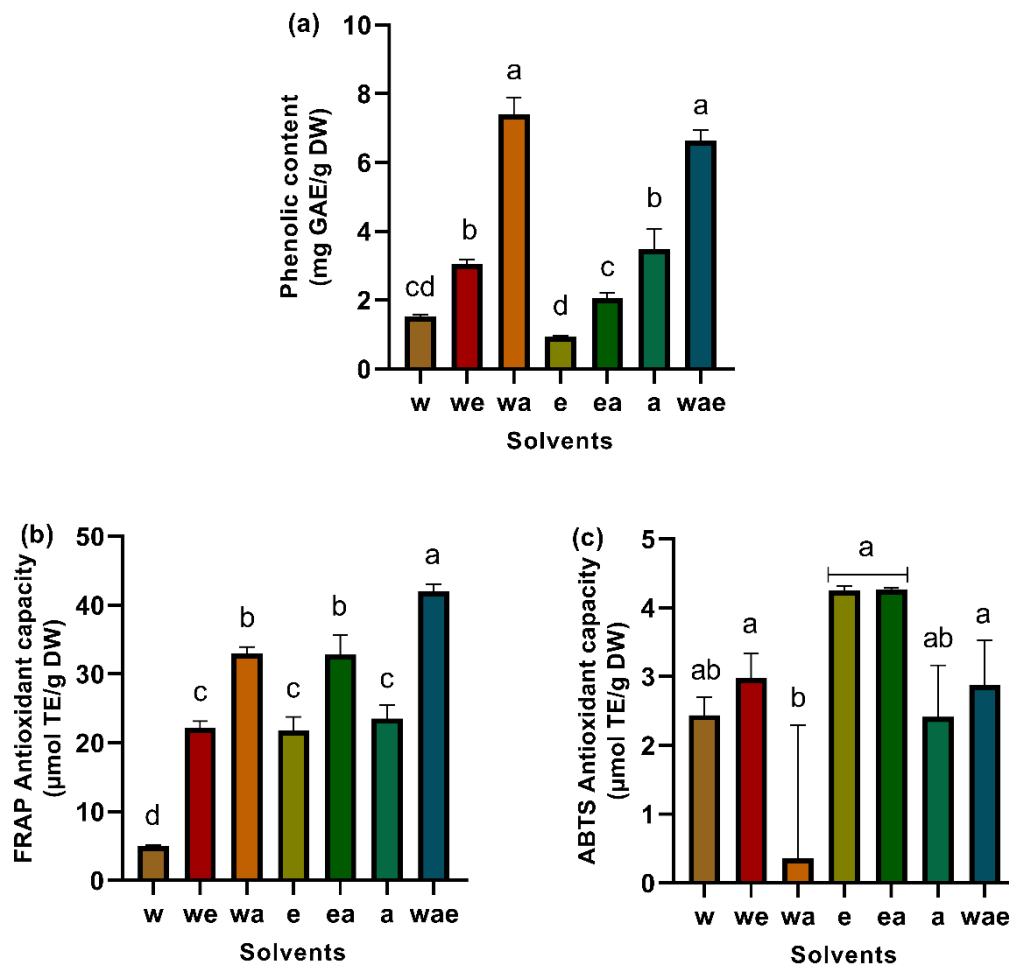 (a)
Phenolic content
(mg GAE/g DW)
10
8
6
4
2
0
cd
b
a
d
c
b
a
w we wa e ea a wae
Solvents
(b)
FRAP Antioxidant capacity
(µmol TE/g DW)
50
40
30
20
10
0
d
c
b
c
b
c
a
w we wa e ea a wae
Solvents
(c)
ABTS Antioxidant capacity
(µmol TE/g DW)
5
4
3
2
1
0
ab
a
b
a
ab
a
w we wa e ea a wae
Solvents